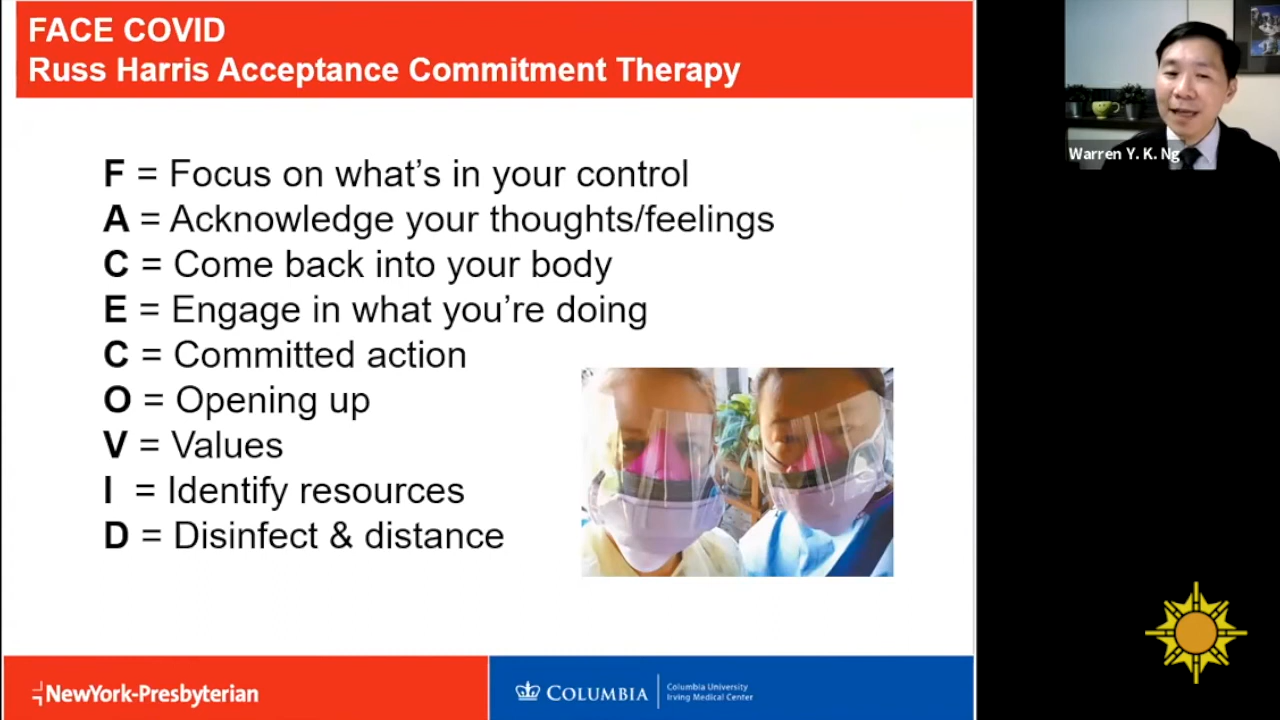 FACE COVID
Russ Harris Acceptance Commitment Therapy
F = Focus on what’s in your control
A = Acknowledge your thoughts/feelings
C = Come back into your body
E = Engage in what you’re doing
C = Committed action
O = Opening up
V = Values
I = Identify resources
D = Disinfect & distance
NewYork-Presbyterian
COLUMBIA
Columbia University
Irving Medical Center
Warren Y. K. Ng